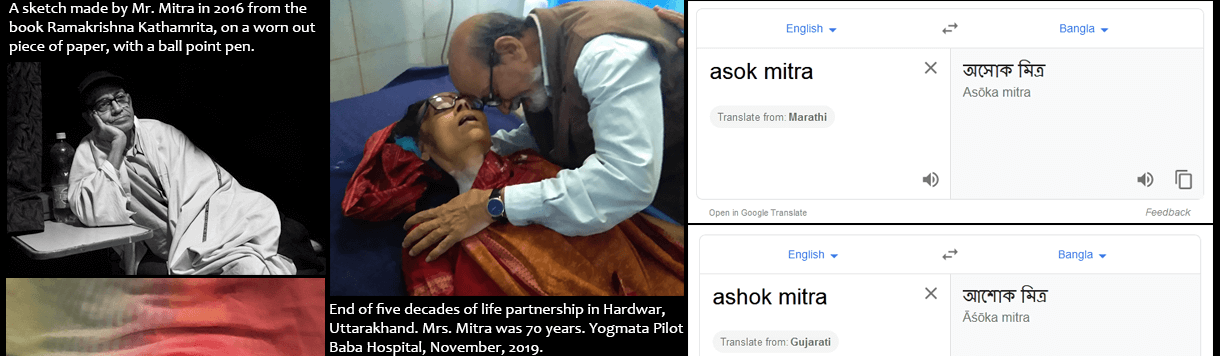 A sketch made by Mr. Mitra in 2016 from the
book Ramakrishna Kathamrita, on a worn out
piece of paper, with a ball point pen.
End of five decades of life partnership in Hardwar,
Uttarakhand. Mrs. Mitra was 70 years. Yogmata Pilot
Baba Hospital, November, 2019.
English
Bangla
asok mitra
অসোক মিত্র
Asōka mitra
Translate from: Marathi
Open in Google Translate
Feedback
English
Bangla
ashok mitra
আশোক মিত্র
Āśōka mitra
Translate from: Gujarati